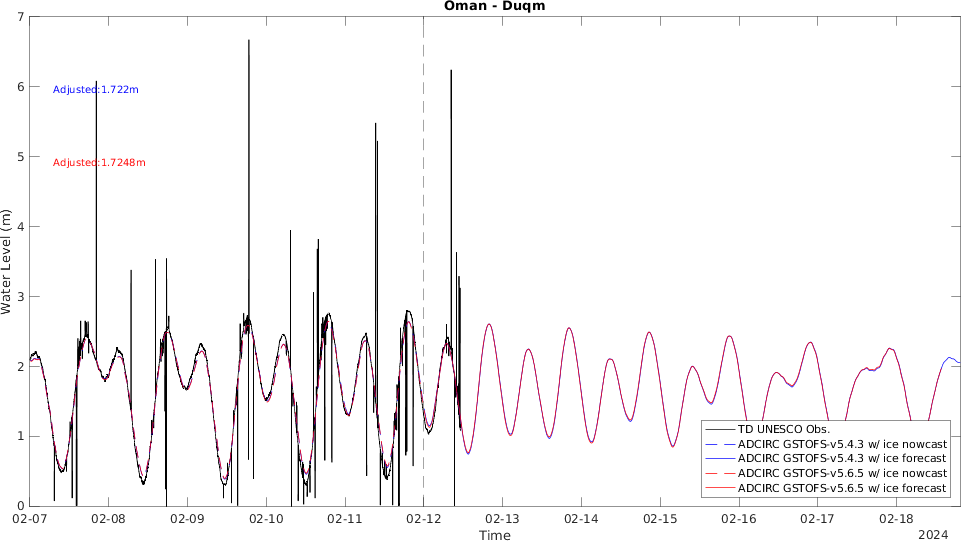 Oman - Duqm
7
6
5
4
3
2
1
0
Water Level (m)
Adjusted:1.722m
Adjusted:1.7248m
TD UNESCO Obs.
ADCIRC GSTOFS-v5.4.3 w/ ice nowcast
ADCIRC GSTOFS-v5.4.3 w/ ice forecast
ADCIRC GSTOFS-v5.6.5 w/ ice nowcast
ADCIRC GSTOFS-v5.6.5 w/ ice forecast
02-07 02-08 02-09 02-10 02-11 02-12 02-13 02-14 02-15 02-16 02-17 02-18
Time
2024